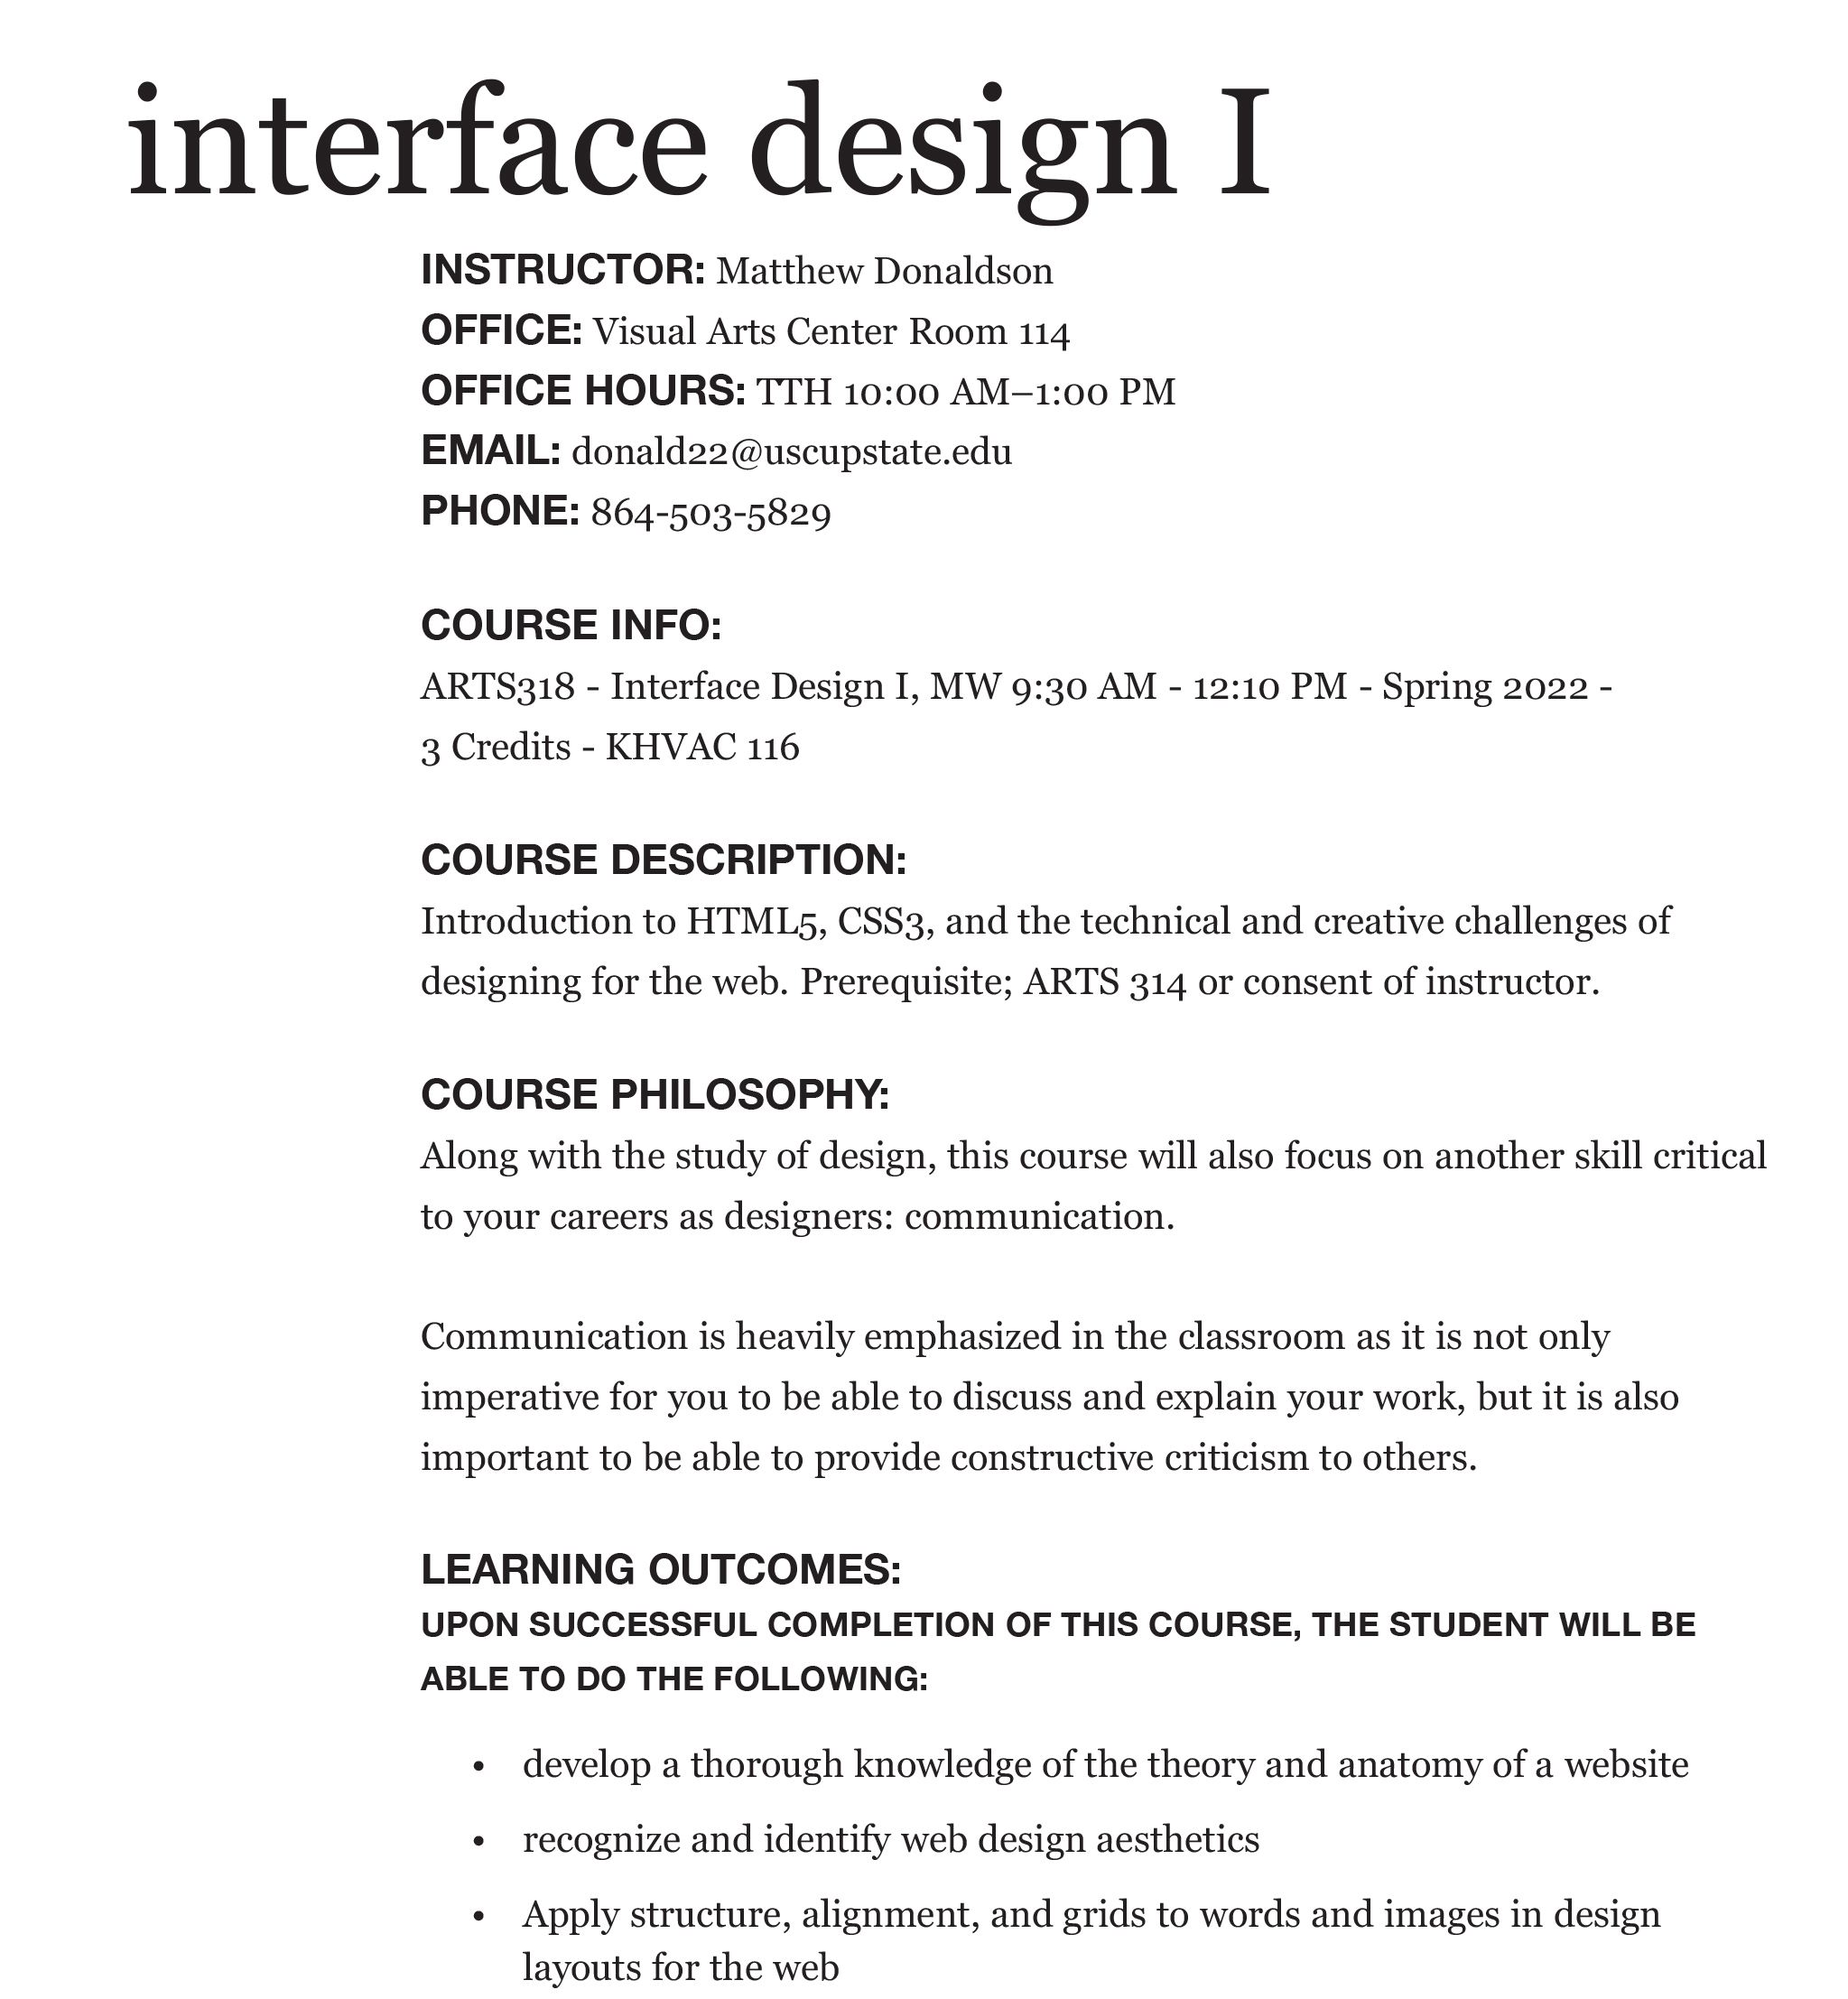 interface design I
INSTRUCTOR: Matthew Donaldson
OFFICE: Visual Arts Center Room 114
OFFICE HOURS: TTH 10:00 AM–1:00 PM
EMAIL: donald22@uscupstate.edu
PHONE: 864-503-5829
COURSE INFO:
ARTS318 - Interface Design I, MW 9:30 AM - 12:10 PM - Spring 2022 -
3 Credits - KHVAC 116
COURSE DESCRIPTION:
Introduction to HTML5, CSS3, and the technical and creative challenges of
designing for the web. Prerequisite; ARTS 314 or consent of instructor.
COURSE PHILOSOPHY:
Along with the study of design, this course will also focus on another skill critical
to your careers as designers: communication.
Communication is heavily emphasized in the classroom as it is not only
imperative for you to be able to discuss and explain your work, but it is also
important to be able to provide constructive criticism to others.
LEARNING OUTCOMES:
UPON SUCCESSFUL COMPLETION OF THIS COURSE, THE STUDENT WILL BE
ABLE TO DO THE FOLLOWING:
• develop a thorough knowledge of the theory and anatomy of a website
• recognize and identify web design aesthetics
• Apply structure, alignment, and grids to words and images in design
layouts for the web